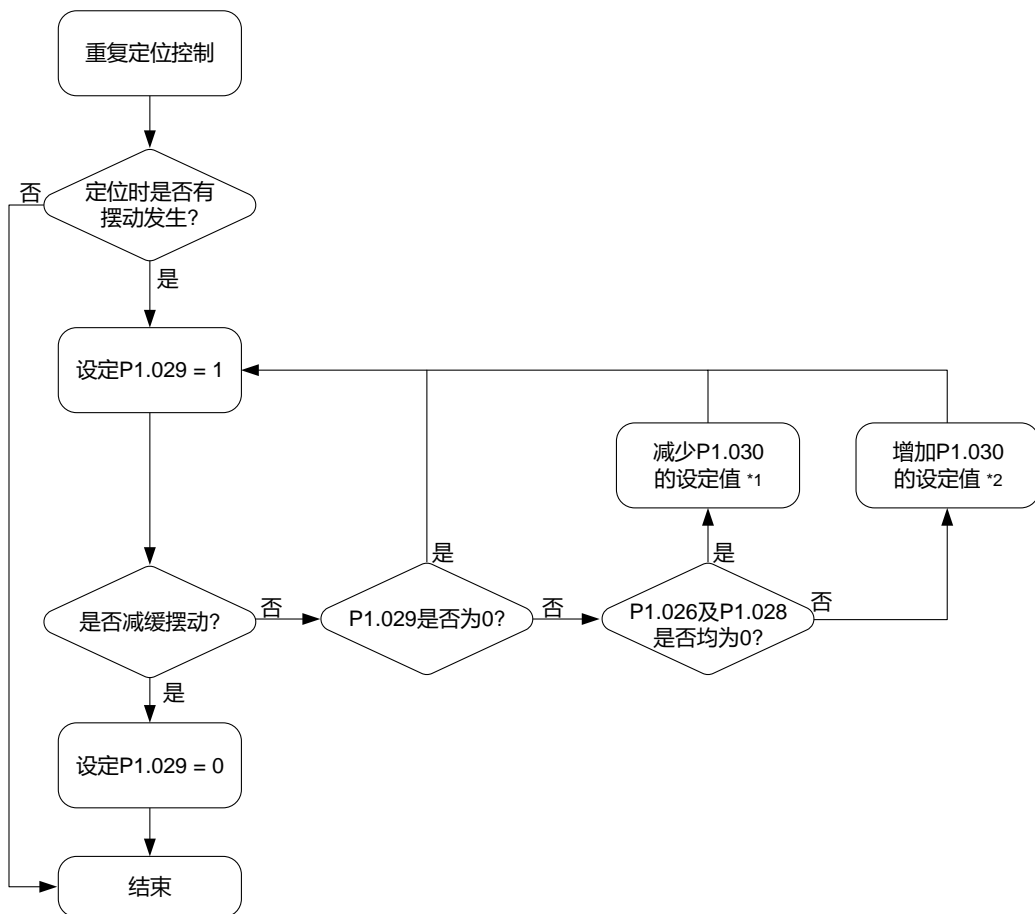 重复定位控制
定位时是否有
摆动发生?
否
是
设定P1.029 = 1
减少P1.030
的设定值 *1
增加P1.030
的设定值 *2
是否减缓摆动?
否
P1.029是否为0?
是
否
P1.026及P1.028
是否均为0?
是
否
是
设定P1.029 = 0
结束